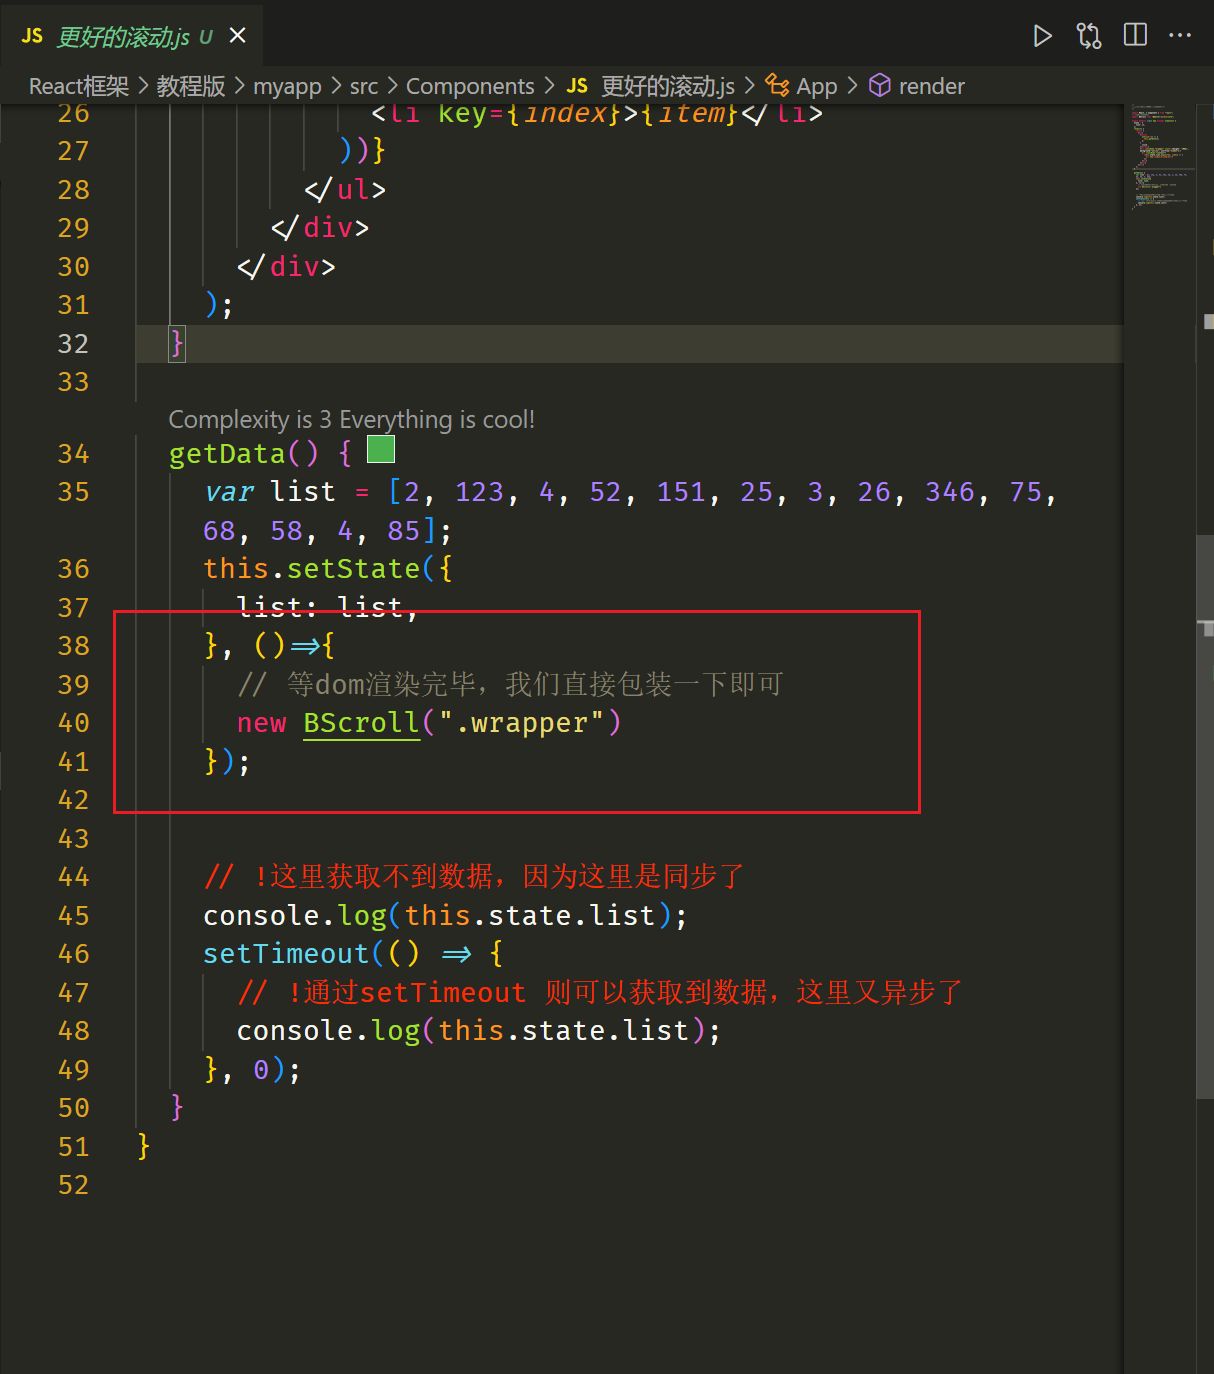 JS 更好的滚动.js U
React框架 > 教程版 > myapp > src > Components > JS 更好的滚动.js > App > render
26 <li key={index}>{item}</li>
27 ))}
28 </ul>
29 </div>
30 </div>
31 );
32 }
33
Complexity is 3 Everything is cool!
34 getData() {
35 var list = [2, 123, 4, 52, 151, 25, 3, 26, 346, 75,
68, 58, 4, 85];
36 this.setState({
37 list: list,
38 }, ()=>{
39 // 等dom渲染完毕，我们直接包装一下即可
40 new BScroll(".wrapper")
41 });
42
43
44 // !这里获取不到数据，因为这里是同步了
45 console.log(this.state.list);
46 setTimeout(() => {
47 // !通过setTimeout 则可以获取到数据，这里又异步了
48 console.log(this.state.list);
49 }, 0);
50 }
51 }
52